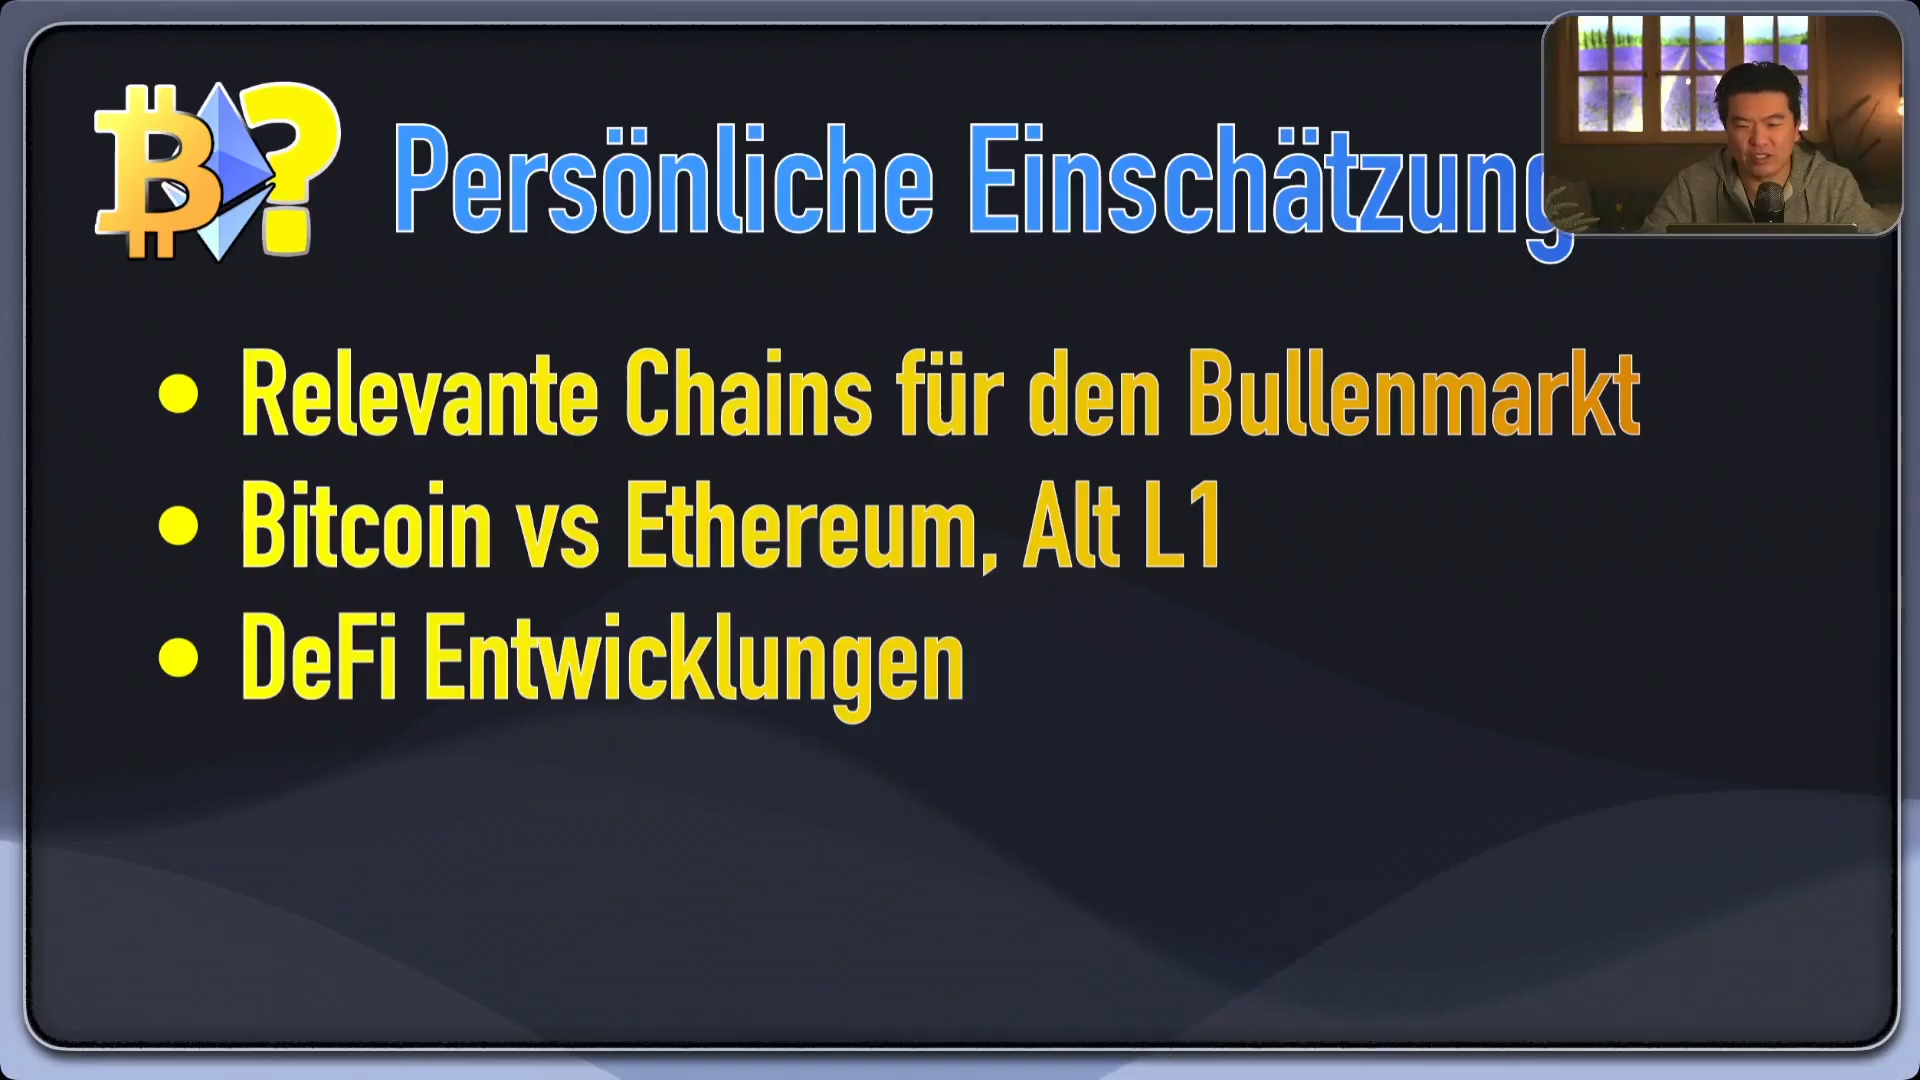 Persönliche Einschätzung
• Relevante Chains für den Bullenmarkt
• Bitcoin vs Ethereum, Alt L1
• DeFi Entwicklungen